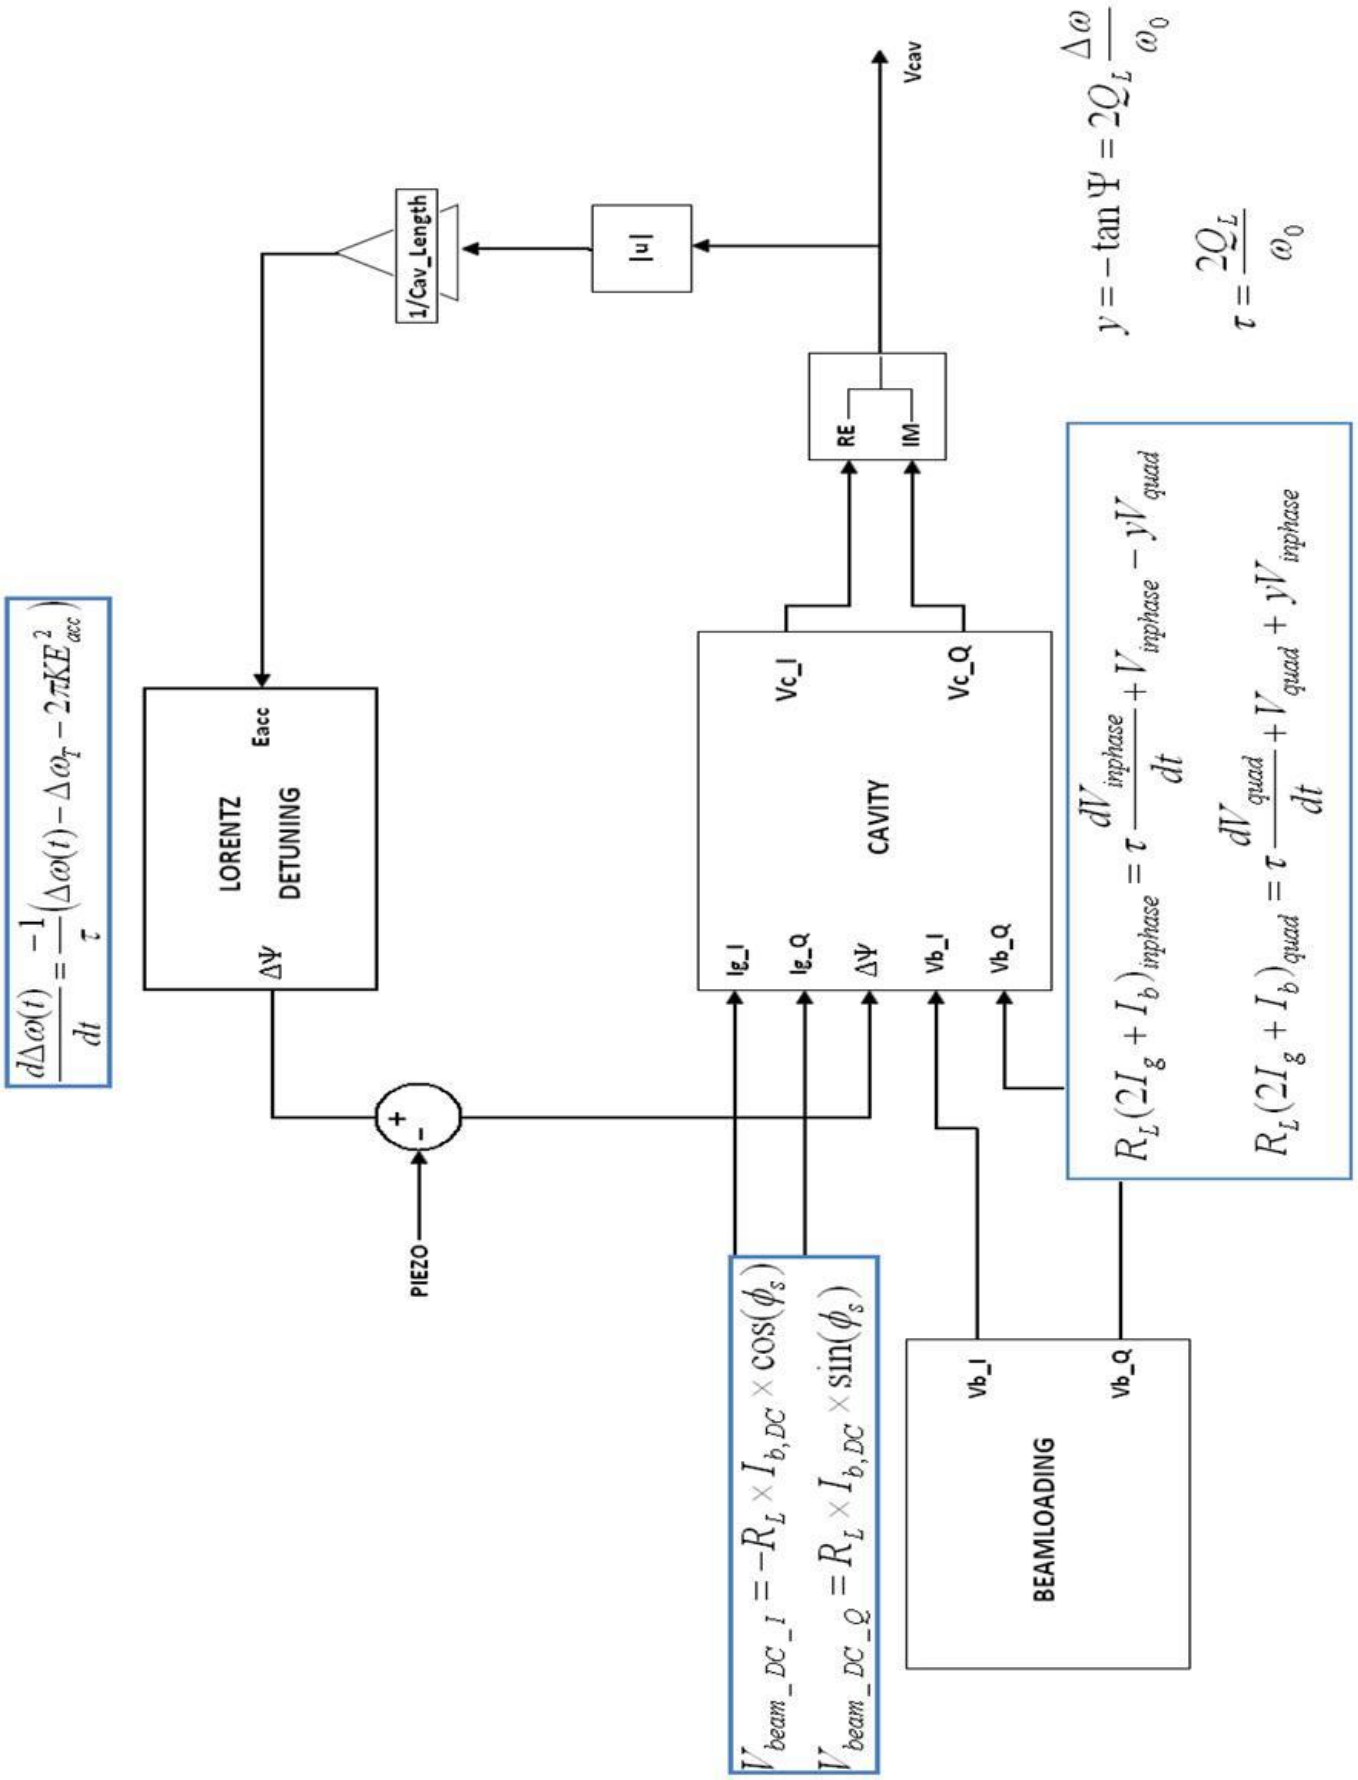 dΔω(t)/dt = -1/τ (Δω(t) − Δω_T − 2πKE²_acc)
LORENTZ
DETUNING
ΔΨ
Eacc
1/Cav_Length
|u|
PIEZO
+
−
Ig_I
Ig_Q
ΔΨ
Vb_I
Vb_Q
CAVITY
Vc_I
Vc_Q
RE
IM
Vcav
V_beam_DC_I = −R_L × I_b,DC × cos(ϕ_s)
V_beam_DC_Q = R_L × I_b,DC × sin(ϕ_s)
BEAMLOADING
Vb_I
Vb_Q
R_L(2I_g + I_b)_inphase = τ dV_inphase/dt + V_inphase − yV_quad
R_L(2I_g + I_b)_quad = τ dV_quad/dt + V_quad + yV_inphase
y = −tan Ψ = 2Q_L Δω/ω_0
τ = 2Q_L/ω_0